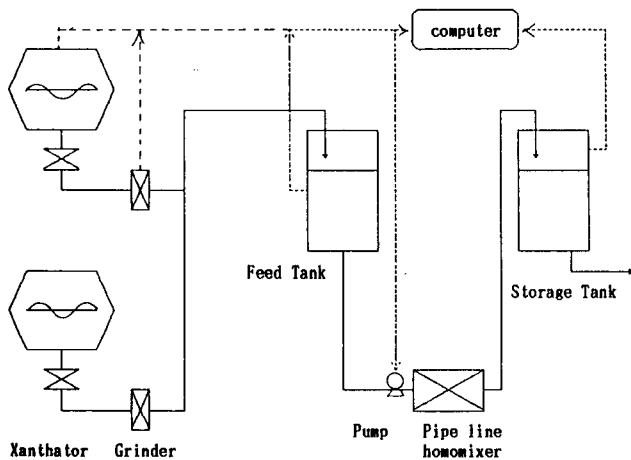 computer
Feed Tank
Storage Tank
Xanthator
Grinder
Pump
Pipe line
homomixer